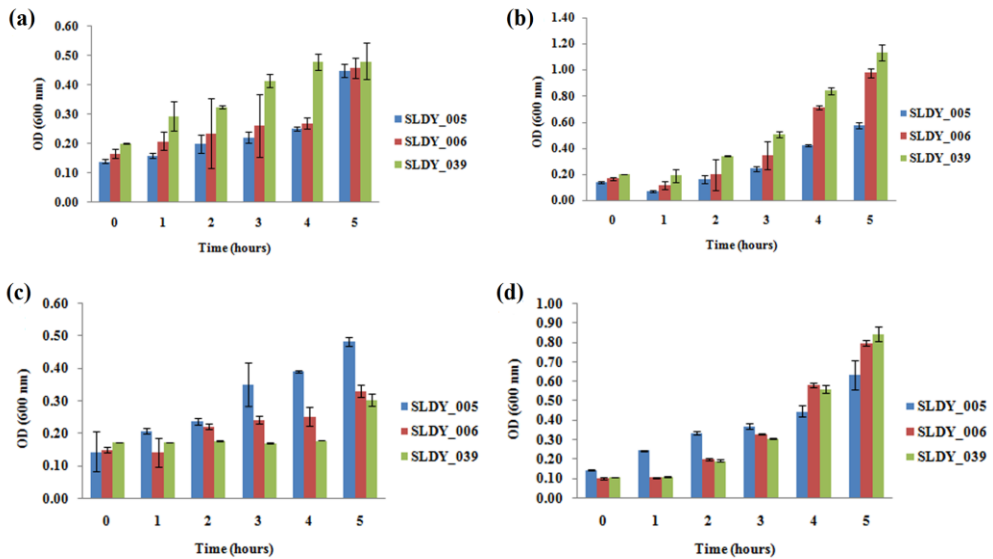 (a)
0.60
0.50
0.40
0.30
0.20
0.10
0.00
OD (600 nm)
0 1 2 3 4 5
Time (hours)
SLDY_005
SLDY_006
SLDY_039
(b)
1.40
1.20
1.00
0.80
0.60
0.40
0.20
0.00
OD (600 nm)
0 1 2 3 4 5
Time (hours)
SLDY_005
SLDY_006
SLDY_039
(c)
0.60
0.50
0.40
0.30
0.20
0.10
0.00
OD (600 nm)
0 1 2 3 4 5
Time (hours)
SLDY_005
SLDY_006
SLDY_039
(d)
1.00
0.90
0.80
0.70
0.60
0.50
0.40
0.30
0.20
0.10
0.00
OD (600 nm)
0 1 2 3 4 5
Time (hours)
SLDY_005
SLDY_006
SLDY_039